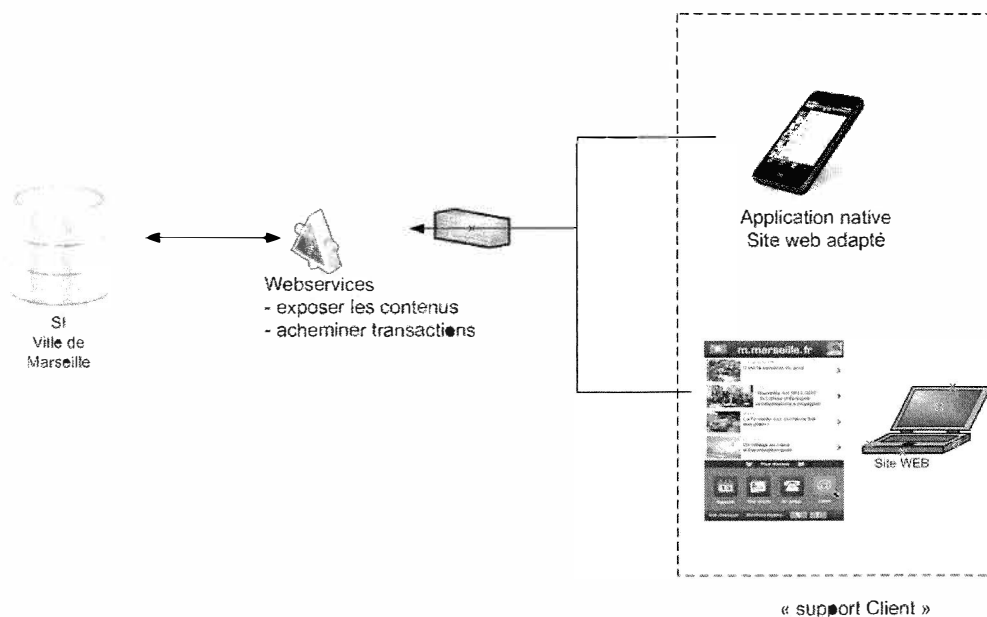 SI
Ville de
Marseille
Webservices
- exposer les contenus
- acheminer transactions
Application native
Site web adapté
m.marseille.fr
Site WEB
« support Client »